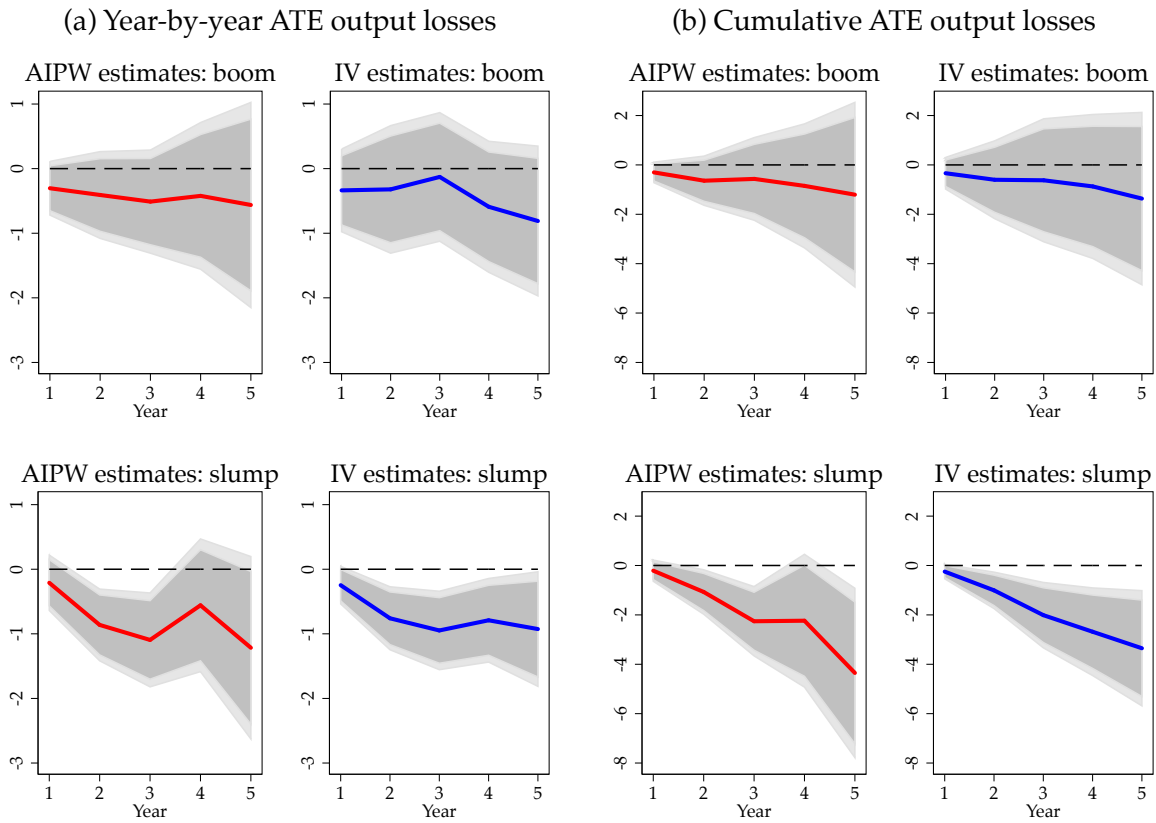 (a) Year-by-year ATE output losses
(b) Cumulative ATE output losses
AIPW estimates: boom
1
0
-1
-2
-3
1 2 3 4 5
Year
IV estimates: boom
1
0
-1
-2
-3
1 2 3 4 5
Year
AIPW estimates: boom
2
0
-2
-4
-6
-8
1 2 3 4 5
Year
IV estimates: boom
2
0
-2
-4
-6
-8
1 2 3 4 5
Year
AIPW estimates: slump
1
0
-1
-2
-3
1 2 3 4 5
Year
IV estimates: slump
1
0
-1
-2
-3
1 2 3 4 5
Year
AIPW estimates: slump
2
0
-2
-4
-6
-8
1 2 3 4 5
Year
IV estimates: slump
2
0
-2
-4
-6
-8
1 2 3 4 5
Year